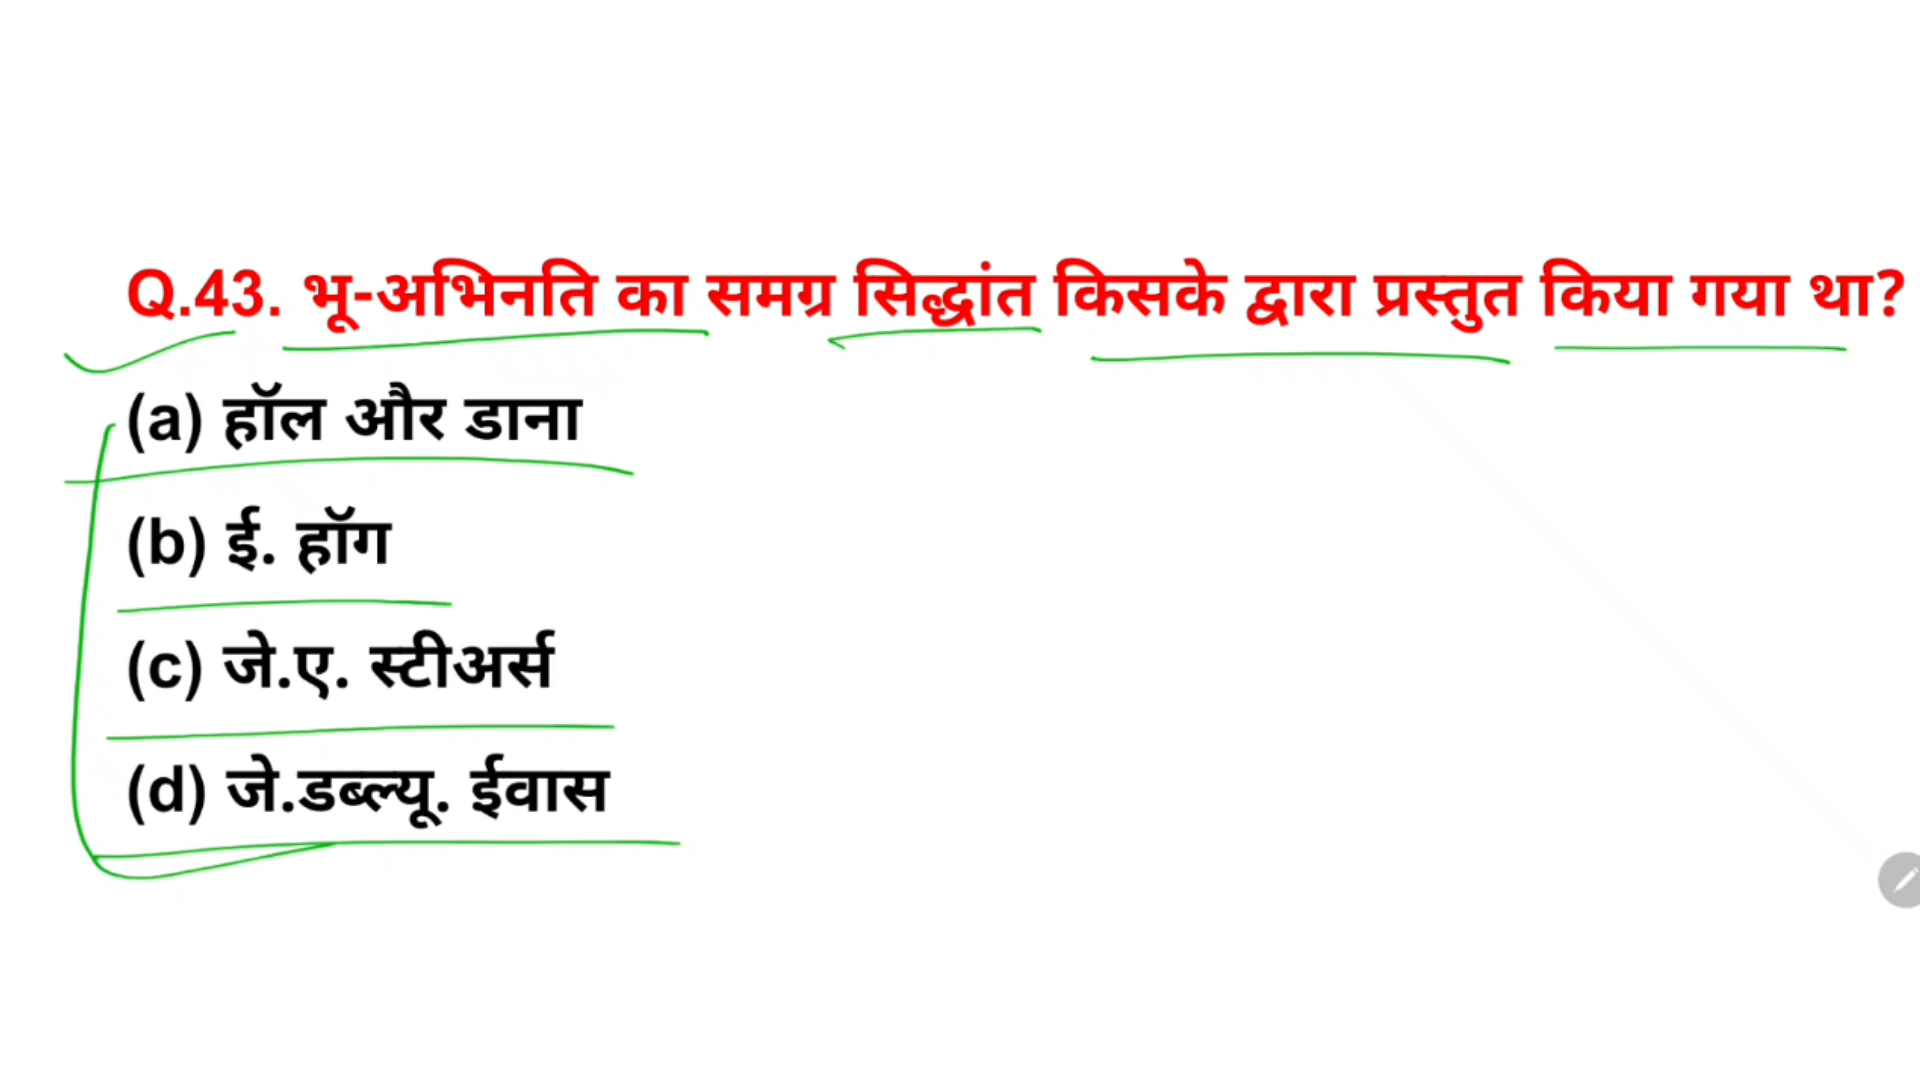 Q.43. भू-अभिनति का समग्र सिद्धांत किसके द्वारा प्रस्तुत किया गया था?
(a) हॉल और डाना
(b) ई. हॉग
(c) जे.ए. स्टीअर्स
(d) जे.डब्ल्यू. ईवास